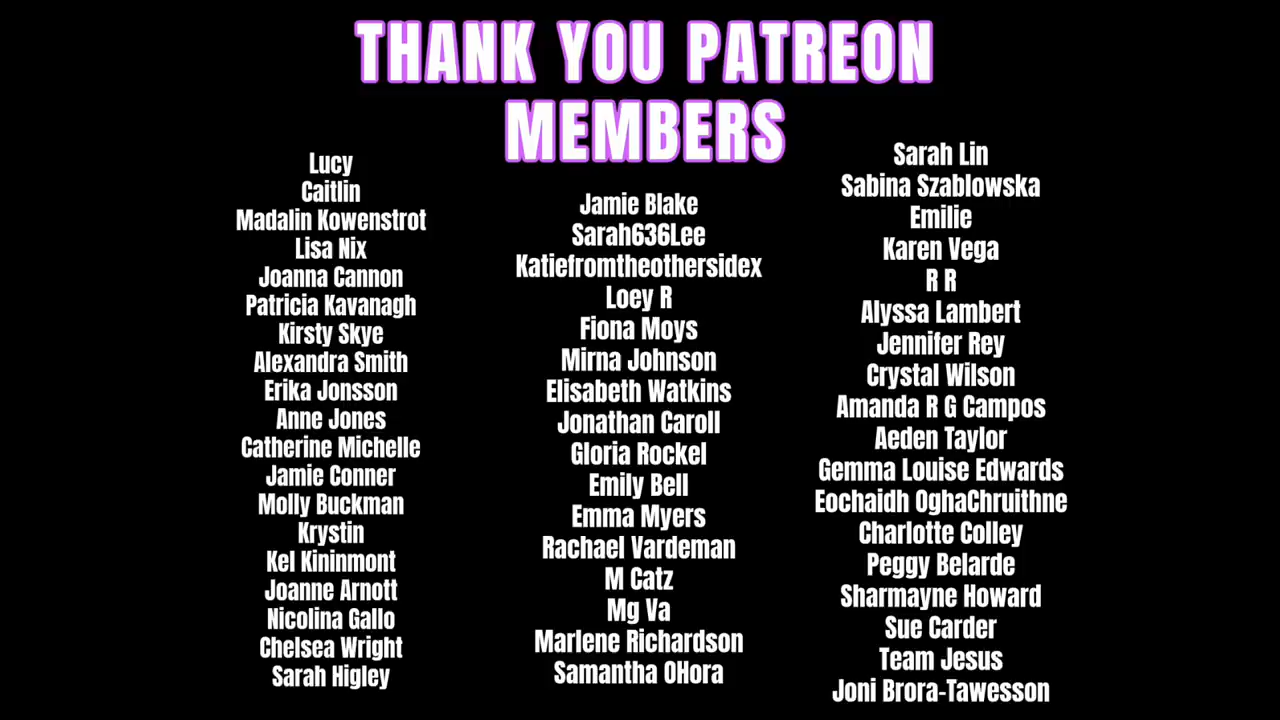 THANK YOU PATREON
MEMBERS
Lucy
Caitlin
Madalin Kowenstrot
Lisa Nix
Joanna Cannon
Patricia Kavanagh
Kirsty Skye
Alexandra Smith
Erika Jonsson
Anne Jones
Catherine Michelle
Jamie Conner
Molly Buckman
Krystin
Kel Kininmont
Joanne Arnott
Nicolina Gallo
Chelsea Wright
Sarah Higley
Jamie Blake
Sarah636Lee
Katiefromtheothersidex
Loey R
Fiona Moys
Mirna Johnson
Elisabeth Watkins
Jonathan Caroll
Gloria Rockel
Emily Bell
Emma Myers
Rachael Vardeman
M Catz
Mg Va
Marlene Richardson
Samantha OHora
Sarah Lin
Sabina Szablowska
Emilie
Karen Vega
R R
Alyssa Lambert
Jennifer Rey
Crystal Wilson
Amanda R G Campos
Aeden Taylor
Gemma Louise Edwards
Eochaidh OghaChruithne
Charlotte Colley
Peggy Belarde
Sharmayne Howard
Sue Carder
Team Jesus
Joni Brora-Tawesson